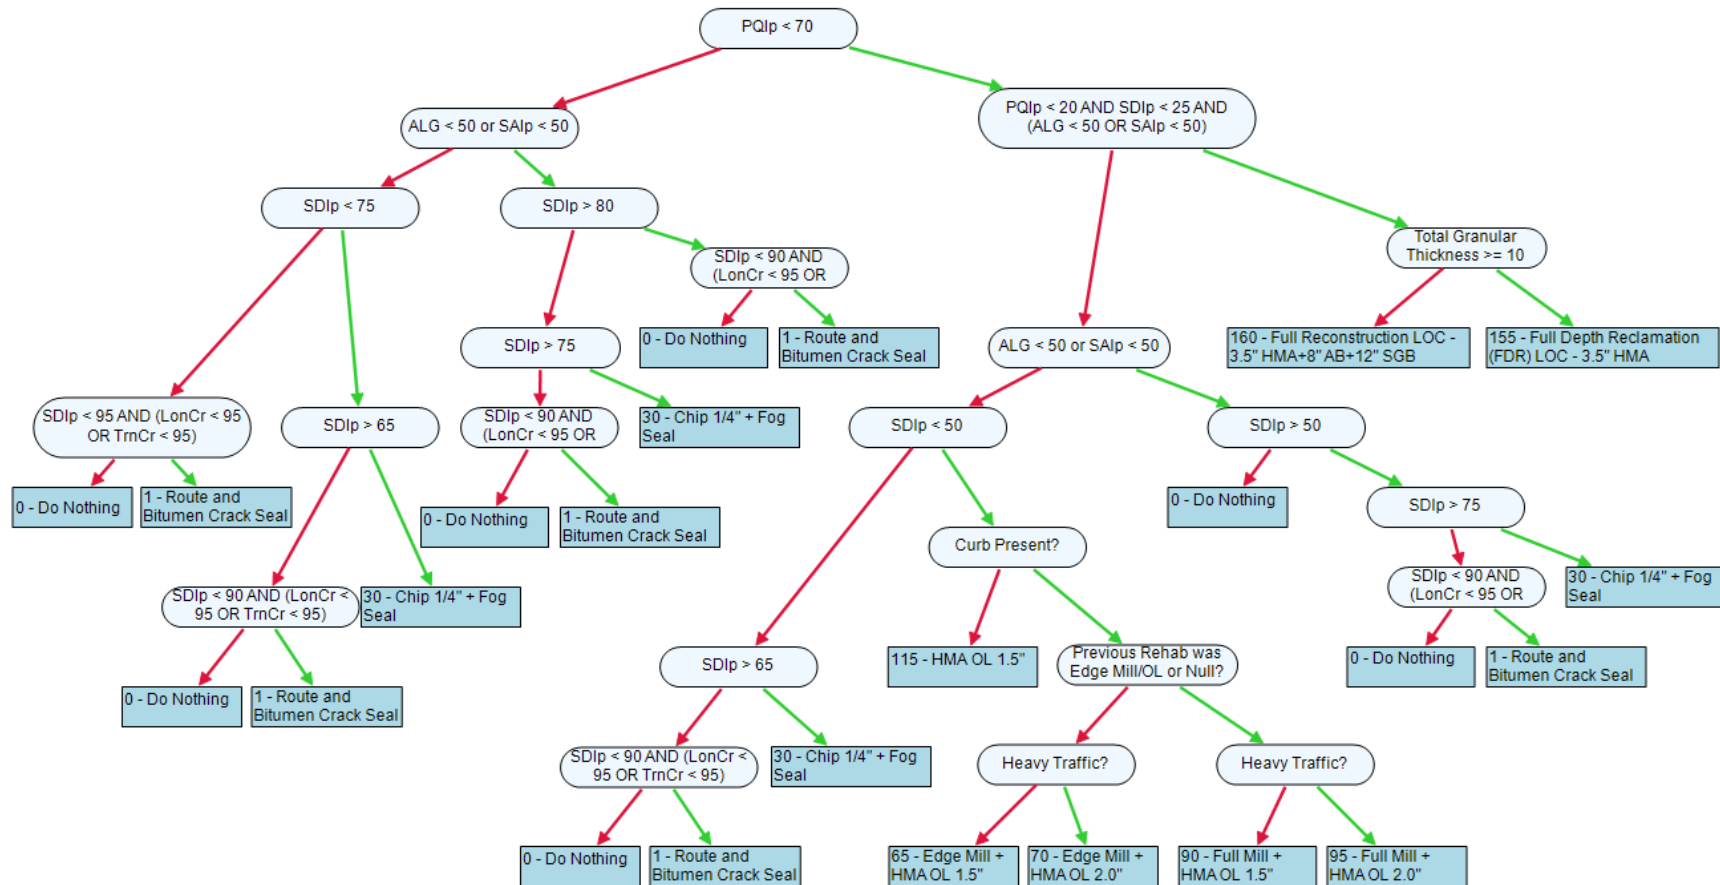 PQIp < 70
ALG < 50 or SAIp < 50
PQIp < 20 AND SDIp < 25 AND
(ALG < 50 OR SAIp < 50)
SDIp < 75
SDIp > 80
SDIp < 90 AND
(LonCr < 95 OR
Total Granular
Thickness >= 10
0 - Do Nothing
1 - Route and
Bitumen Crack Seal
160 - Full Reconstruction LOC -
3.5" HMA+8" AB+12" SGB
155 - Full Depth Reclamation
(FDR) LOC - 3.5" HMA
SDIp > 75
ALG < 50 or SAIp < 50
SDIp < 95 AND (LonCr < 95
OR TrnCr < 95)
SDIp > 65
SDIp < 90 AND
(LonCr < 95 OR
30 - Chip 1/4" + Fog
Seal
SDIp < 50
SDIp > 50
0 - Do Nothing
1 - Route and
Bitumen Crack Seal
0 - Do Nothing
1 - Route and
Bitumen Crack Seal
0 - Do Nothing
SDIp > 75
Curb Present?
SDIp < 90 AND (LonCr <
95 OR TrnCr < 95)
30 - Chip 1/4" + Fog
Seal
SDIp < 90 AND
(LonCr < 95 OR
30 - Chip 1/4" + Fog
Seal
SDIp > 65
115 - HMA OL 1.5"
Previous Rehab was
Edge Mill/OL or Null?
0 - Do Nothing
1 - Route and
Bitumen Crack Seal
0 - Do Nothing
1 - Route and
Bitumen Crack Seal
SDIp < 90 AND (LonCr <
95 OR TrnCr < 95)
30 - Chip 1/4" + Fog
Seal
Heavy Traffic?
Heavy Traffic?
0 - Do Nothing
1 - Route and
Bitumen Crack Seal
65 - Edge Mill +
HMA OL 1.5"
70 - Edge Mill +
HMA OL 2.0"
90 - Full Mill +
HMA OL 1.5"
95 - Full Mill +
HMA OL 2.0"